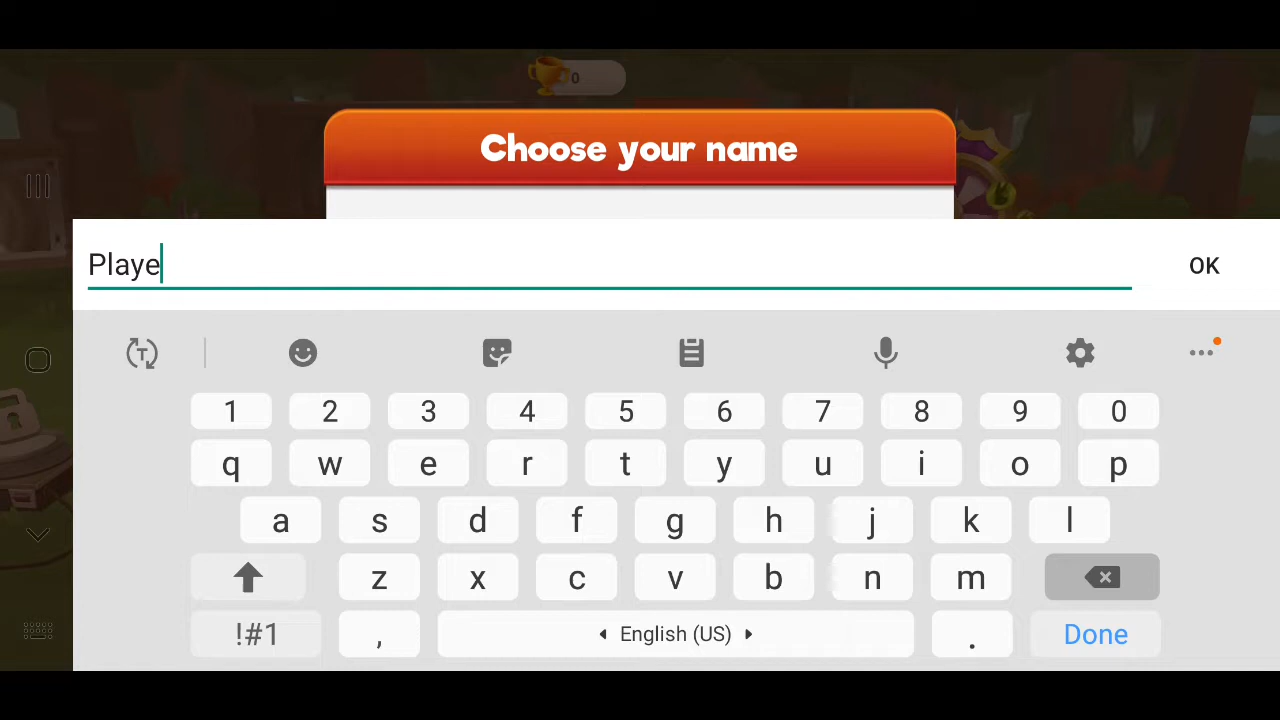 0
Choose your name
Playe
OK
1 2 3 4 5 6 7 8 9 0
q w e r t y u i o p
a s d f g h j k l
z x c v b n m
!#1 , English (US) . Done